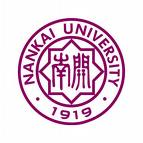 NANKAI UNIVERSITY
南開
· 1919 ·